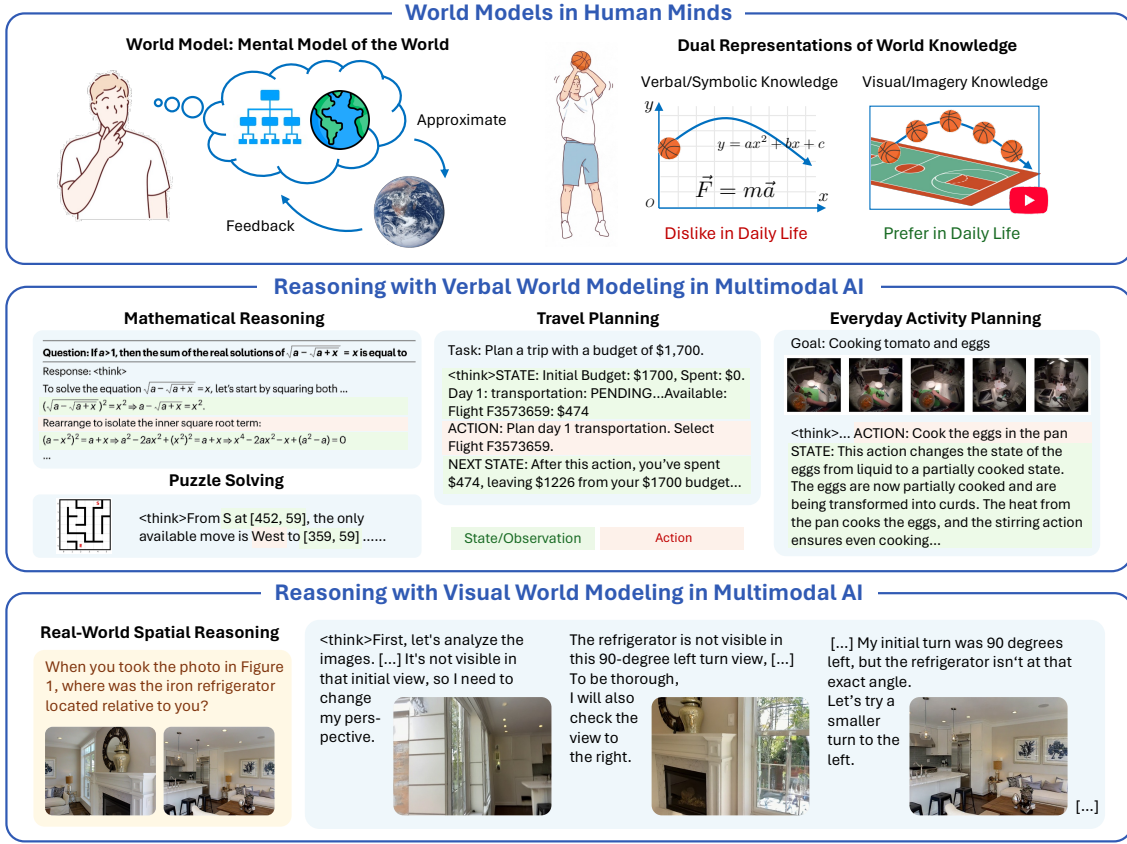 World Models in Human Minds
World Model: Mental Model of the World
Approximate
Feedback
Dual Representations of World Knowledge
Verbal/Symbolic Knowledge
y
y = ax² + bx + c
F⃗ = ma⃗
O
x
Dislike in Daily Life
Visual/Imagery Knowledge
Prefer in Daily Life
Reasoning with Verbal World Modeling in Multimodal AI
Mathematical Reasoning
Question: If a>1, then the sum of the real solutions of √(a − √(a + x)) = x is equal to
Response: <think>
To solve the equation √(a − √(a + x)) = x, let's start by squaring both ...
(√(a − √(a + x)))² = x² ⇒ a − √(a + x) = x².
Rearrange to isolate the inner square root term:
(a − x²)² = a + x ⇒ a² − 2ax² + (x²)² = a + x ⇒ x⁴ − 2ax² − x + (a² − a) = 0
...
Puzzle Solving
<think>From S at [452, 59], the only
available move is West to [359, 59] ......
Travel Planning
Task: Plan a trip with a budget of $1,700.
<think>STATE: Initial Budget: $1700, Spent: $0.
Day 1: transportation: PENDING...Available:
Flight F3573659: $474
ACTION: Plan day 1 transportation. Select
Flight F3573659.
NEXT STATE: After this action, you've spent
$474, leaving $1226 from your $1700 budget...
State/Observation
Action
Everyday Activity Planning
Goal: Cooking tomato and eggs
<think>... ACTION: Cook the eggs in the pan
STATE: This action changes the state of the
eggs from liquid to a partially cooked state.
The eggs are now partially cooked and are
being transformed into curds. The heat from
the pan cooks the eggs, and the stirring action
ensures even cooking...
Reasoning with Visual World Modeling in Multimodal AI
Real-World Spatial Reasoning
When you took the photo in Figure
1, where was the iron refrigerator
located relative to you?
<think>First, let's analyze the
images. [...] It's not visible in
that initial view, so I need to
change
my pers-
pective.
The refrigerator is not visible in
this 90-degree left turn view, [...]
To be thorough,
I will also
check the
view to
the right.
[...] My initial turn was 90 degrees
left, but the refrigerator isn't at that
exact angle.
Let's try a
smaller
turn to the
left.
[...]